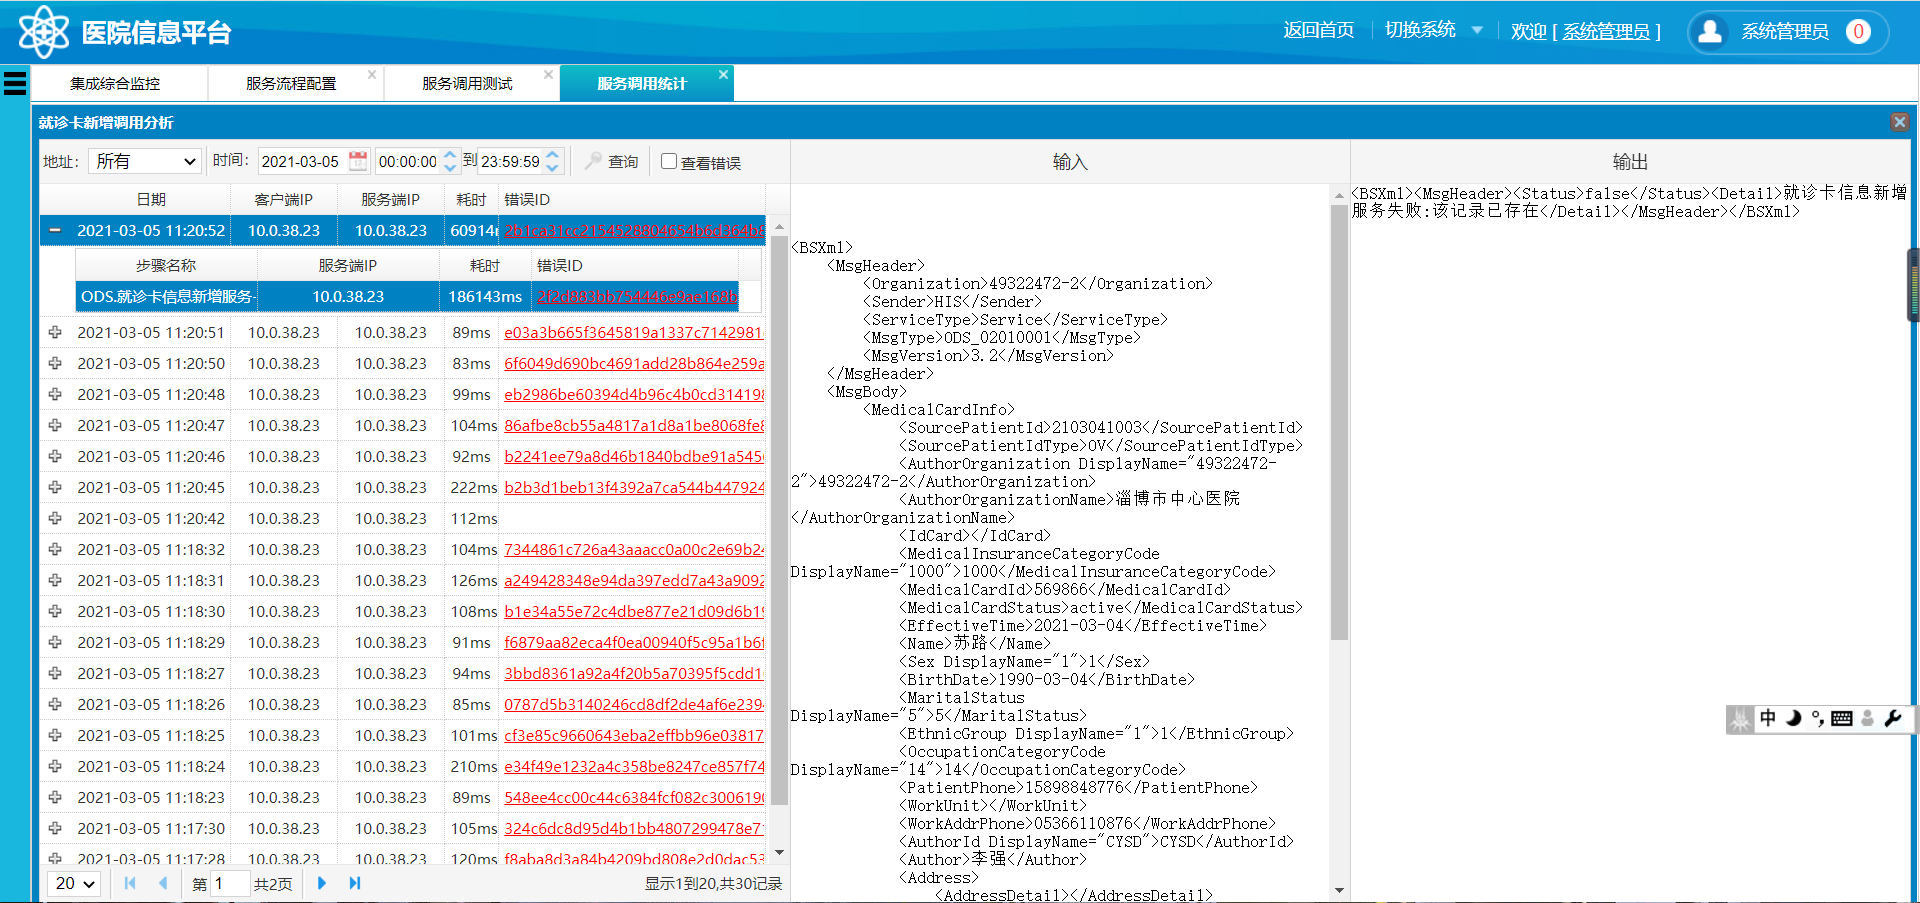 医院信息平台
返回首页 切换系统 欢迎 [ 系统管理员 ] 系统管理员 0
集成综合监控 服务流程配置 服务调用测试 服务调用统计
就诊卡新增调用分析
地址: 所有 时间: 2021-03-05 00:00:00 到 23:59:59 查询 查看错误
日期 客户端IP 服务端IP 耗时 错误ID
2021-03-05 11:20:52 10.0.38.23 10.0.38.23
步骤名称 服务端IP 耗时 错误ID
ODS.就诊卡信息新增服务- 10.0.38.23 186143ms
2021-03-05 11:20:51 10.0.38.23 10.0.38.23 89ms e03a3b665f3645819a1337c7142981
2021-03-05 11:20:50 10.0.38.23 10.0.38.23 83ms 6f6049d690bc4691add28b864e259a
2021-03-05 11:20:48 10.0.38.23 10.0.38.23 99ms eb2986be60394d4b96c4b0cd314198
2021-03-05 11:20:47 10.0.38.23 10.0.38.23 104ms 86afbe8cb55a4817a1d8a1be8068fe8
2021-03-05 11:20:46 10.0.38.23 10.0.38.23 92ms b2241ee79a8d46b1840bdbe91a545
2021-03-05 11:20:45 10.0.38.23 10.0.38.23 222ms b2b3d1beb13f4392a7ca544b447924
2021-03-05 11:20:42 10.0.38.23 10.0.38.23 112ms
2021-03-05 11:18:32 10.0.38.23 10.0.38.23 104ms 7344861c726a43aaacc0a00c2e69b24
2021-03-05 11:18:31 10.0.38.23 10.0.38.23 126ms a249428348e94da397edd7a43a9092
2021-03-05 11:18:30 10.0.38.23 10.0.38.23 108ms b1e34a55e72c4dbe877e21d09d6b19
2021-03-05 11:18:29 10.0.38.23 10.0.38.23 91ms f6879aa82eca4f0ea00940f5c95a1b6f
2021-03-05 11:18:27 10.0.38.23 10.0.38.23 94ms 3bbd8361a92a4f20b5a70395f5cdd1
2021-03-05 11:18:26 10.0.38.23 10.0.38.23 85ms 0787d5b3140246cd8df2de4af6e239
2021-03-05 11:18:25 10.0.38.23 10.0.38.23 101ms cf3e85c9660643eba2effbb96e03817
2021-03-05 11:18:24 10.0.38.23 10.0.38.23 210ms e34f49e1232a4c358be8247ce857f74
2021-03-05 11:18:23 10.0.38.23 10.0.38.23 89ms 548ee4cc00c44c6384fcf082c300619
2021-03-05 11:17:30 10.0.38.23 10.0.38.23 105ms 324c6dc8d95d4b1bb4807299478e7
2021-03-05 11:17:28 10.0.38.23 10.0.38.23 120ms f8aba8d3a84b4209bd808e2d0dac53
20 第 1 共2页 显示1到20,共30记录
输入
<BSXml>
<MsgHeader>
<Organization>49322472-2</Organization>
<Sender>HIS</Sender>
<ServiceType>Service</ServiceType>
<MsgType>ODS_02010001</MsgType>
<MsgVersion>3.2</MsgVersion>
</MsgHeader>
<MsgBody>
<MedicalCardInfo>
<SourcePatientId>2103041003</SourcePatientId>
<SourcePatientIdType>OV</SourcePatientIdType>
<AuthorOrganization DisplayName="49322472-
2">49322472-2</AuthorOrganization>
<AuthorOrganizationName>淄博市中心医院
</AuthorOrganizationName>
<IdCard></IdCard>
<MedicalInsuranceCategoryCode
DisplayName="1000">1000</MedicalInsuranceCategoryCode>
<MedicalCardId>569866</MedicalCardId>
<MedicalCardStatus>active</MedicalCardStatus>
<EffectiveTime>2021-03-04</EffectiveTime>
<Name>苏路</Name>
<Sex DisplayName="1">1</Sex>
<BirthDate>1990-03-04</BirthDate>
<MaritalStatus
DisplayName="5">5</MaritalStatus>
<EthnicGroup DisplayName="1">1</EthnicGroup>
<OccupationCategoryCode
DisplayName="14">14</OccupationCategoryCode>
<PatientPhone>15898848776</PatientPhone>
<WorkUnit></WorkUnit>
<WorkAddrPhone>05366110876</WorkAddrPhone>
<AuthorId DisplayName="CYSD">CYSD</AuthorId>
<Author>李强</Author>
<Address>
<AddressDetail></AddressDetail>
输出
<BSXml><MsgHeader><Status>false</Status><Detail>就诊卡信息新增
服务失败:该记录已存在</Detail></MsgHeader></BSXml>
中